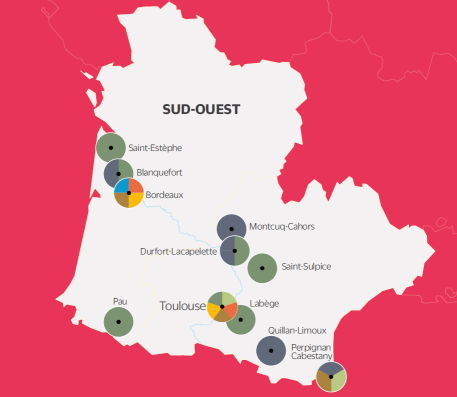 SUD-OUEST
Saint-Estèphe
Blanquefort
Bordeaux
Montcuq-Cahors
Durfort-Lacapelette
Saint-Sulpice
Pau
Toulouse
Labège
Quillan-Limoux
Perpignan
Cabestany